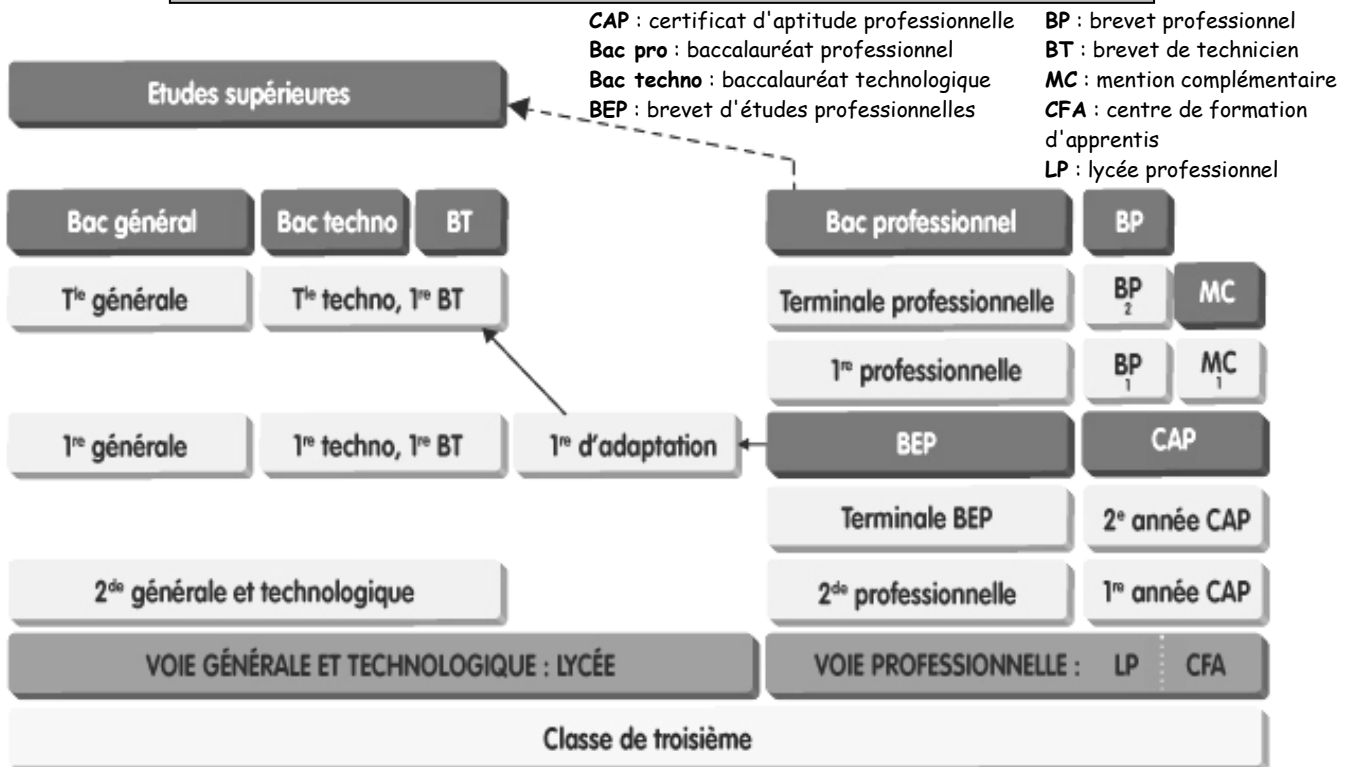 CAP : certificat d'aptitude professionnelle
Bac pro : baccalauréat professionnel
Bac techno : baccalauréat technologique
BEP : brevet d'études professionnelles
BP : brevet professionnel
BT : brevet de technicien
MC : mention complémentaire
CFA : centre de formation
d'apprentis
LP : lycée professionnel
Etudes supérieures
Bac général
Bac techno
BT
Bac professionnel
BP
Tle générale
Tle techno, 1re BT
Terminale professionnelle
BP
2
MC
1re professionnelle
BP
1
MC
1
1re générale
1re techno, 1re BT
1re d'adaptation
BEP
CAP
Terminale BEP
2e année CAP
2de générale et technologique
2de professionnelle
1re année CAP
VOIE GÉNÉRALE ET TECHNOLOGIQUE : LYCÉE
VOIE PROFESSIONNELLE : LP CFA
Classe de troisième